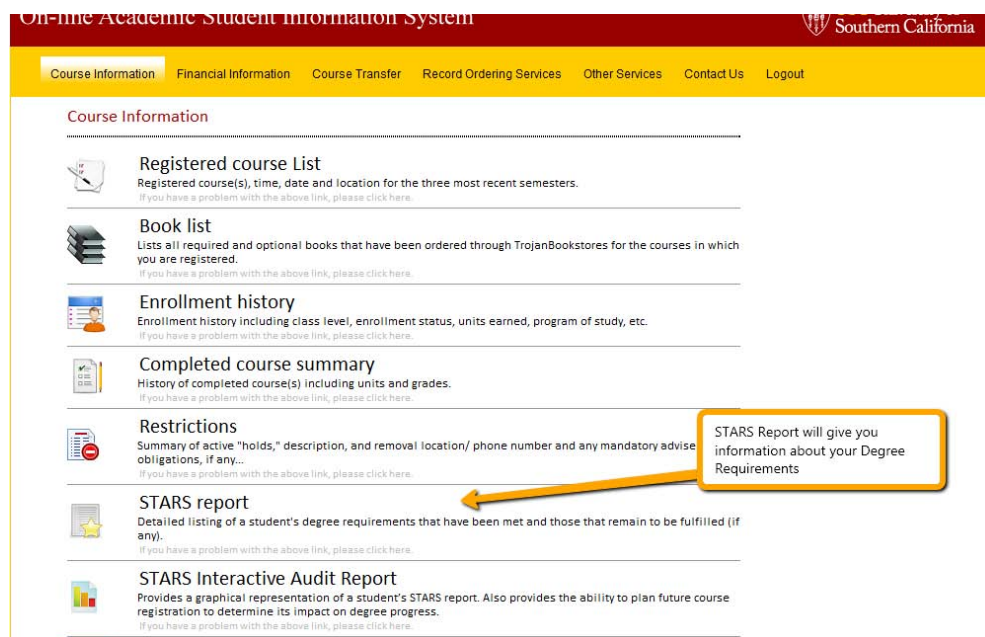 On-line Academic Student Information System
Southern California
Course Information Financial Information Course Transfer Record Ordering Services Other Services Contact Us Logout
Course Information
Registered course List
Registered course(s), time, date and location for the three most recent semesters.
If you have a problem with the above link, please click here.
Book list
Lists all required and optional books that have been ordered through TrojanBookstores for the courses in which
you are registered.
If you have a problem with the above link, please click here.
Enrollment history
Enrollment history including class level, enrollment status, units earned, program of study, etc.
If you have a problem with the above link, please click here.
Completed course summary
History of completed course(s) including units and grades.
If you have a problem with the above link, please click here.
Restrictions
Summary of active "holds," description, and removal location/ phone number and any mandatory advise
obligations, if any...
If you have a problem with the above link, please click here.
STARS Report will give you
information about your Degree
Requirements
STARS report
Detailed listing of a student's degree requirements that have been met and those that remain to be fulfilled (if
any).
If you have a problem with the above link, please click here.
STARS Interactive Audit Report
Provides a graphical representation of a student's STARS report. Also provides the ability to plan future course
registration to determine its impact on degree progress.
If you have a problem with the above link, please click here.